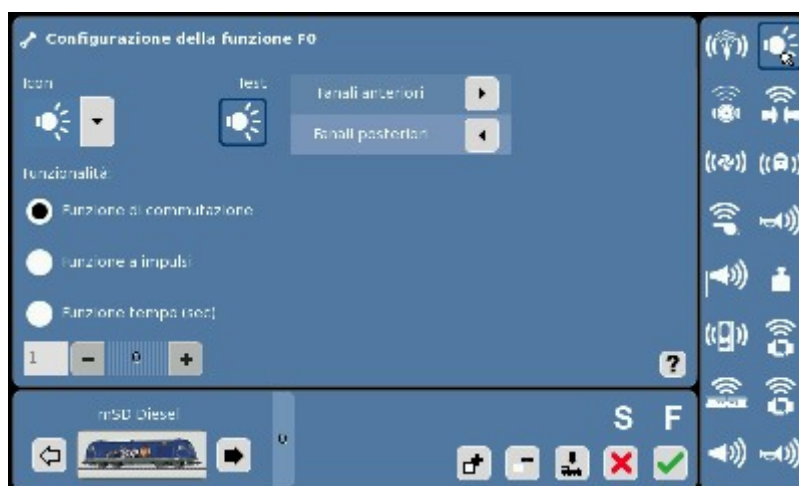 Configurazione della funzione F0
Icon
Test
Fanali anteriori
Fanali posteriori
Funzionalità:
Funzione di commutazione
Funzione a impulsi
Funzione tempo (sec)
1 - 0 +
?
mSD Diesel
0
S F